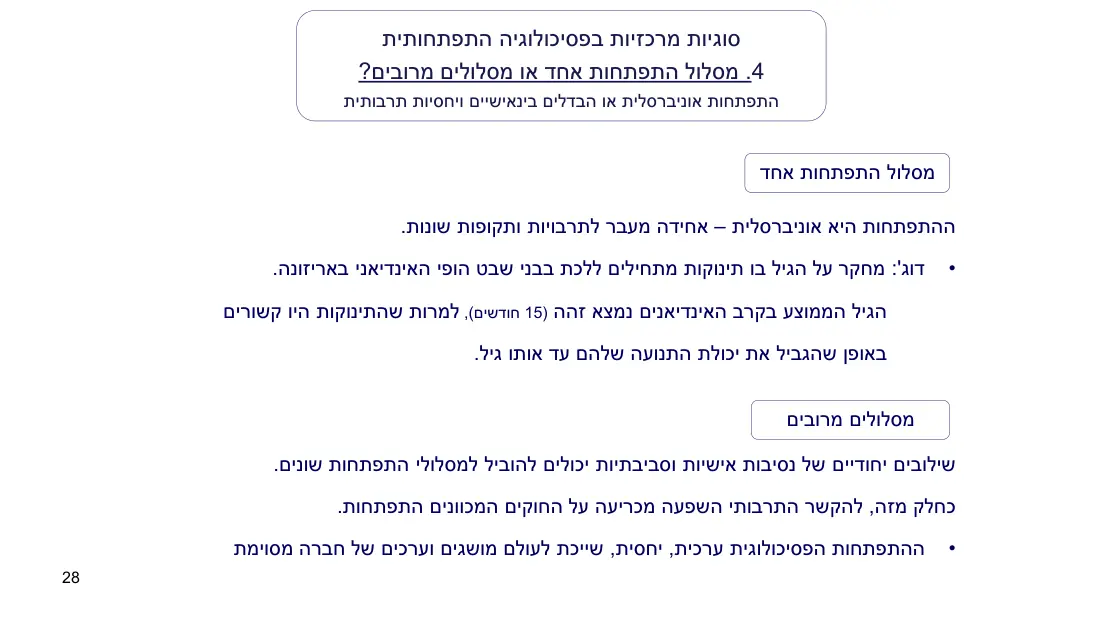 סוגיות מרכזיות בפסיכולוגיה התפתחותית
4. מסלול התפתחות אחד או מסלולים מרובים?
התפתחות אוניברסלית או הבדלים בינאישיים ויחסיות תרבותית
מסלול התפתחות אחד
ההתפתחות היא אוניברסלית – אחידה מעבר לתרבויות ותקופות שונות.
• דוג': מחקר על הגיל בו תינוקות מתחילים ללכת בבני שבט הופי האינדיאני באריזונה.
הגיל הממוצע בקרב האינדיאנים נמצא זהה (15 חודשים), למרות שהתינוקות היו קשורים
באופן שהגביל את יכולת התנועה שלהם עד אותו גיל.
מסלולים מרובים
שילובים יחודיים של נסיבות אישיות וסביבתיות יכולים להוביל למסלולי התפתחות שונים.
כחלק מזה, להקשר התרבותי השפעה מכריעה על החוקים המכוונים התפתחות.
• ההתפתחות הפסיכולוגית ערכית, יחסית, שייכת לעולם מושגים וערכים של חברה מסוימת
28